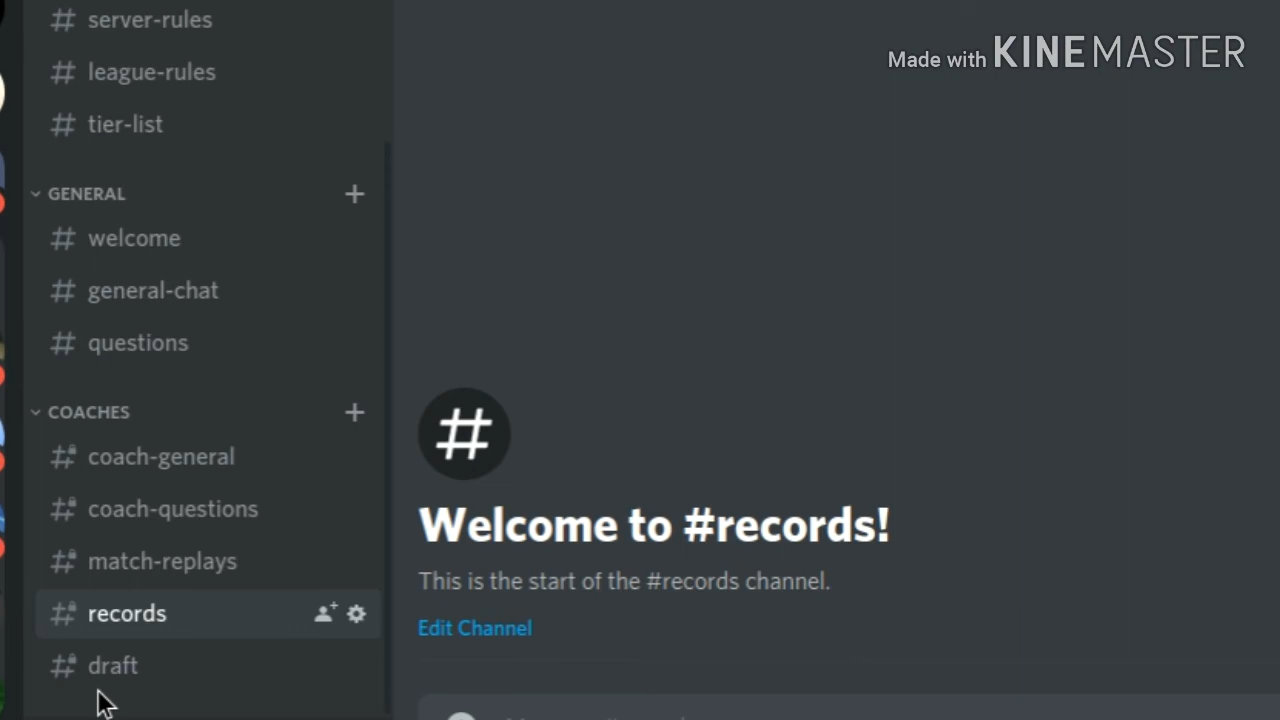 server-rules
league-rules
tier-list
GENERAL
welcome
general-chat
questions
COACHES
coach-general
coach-questions
match-replays
records
draft
Made with KINEMASTER
#
Welcome to #records!
This is the start of the #records channel.
Edit Channel